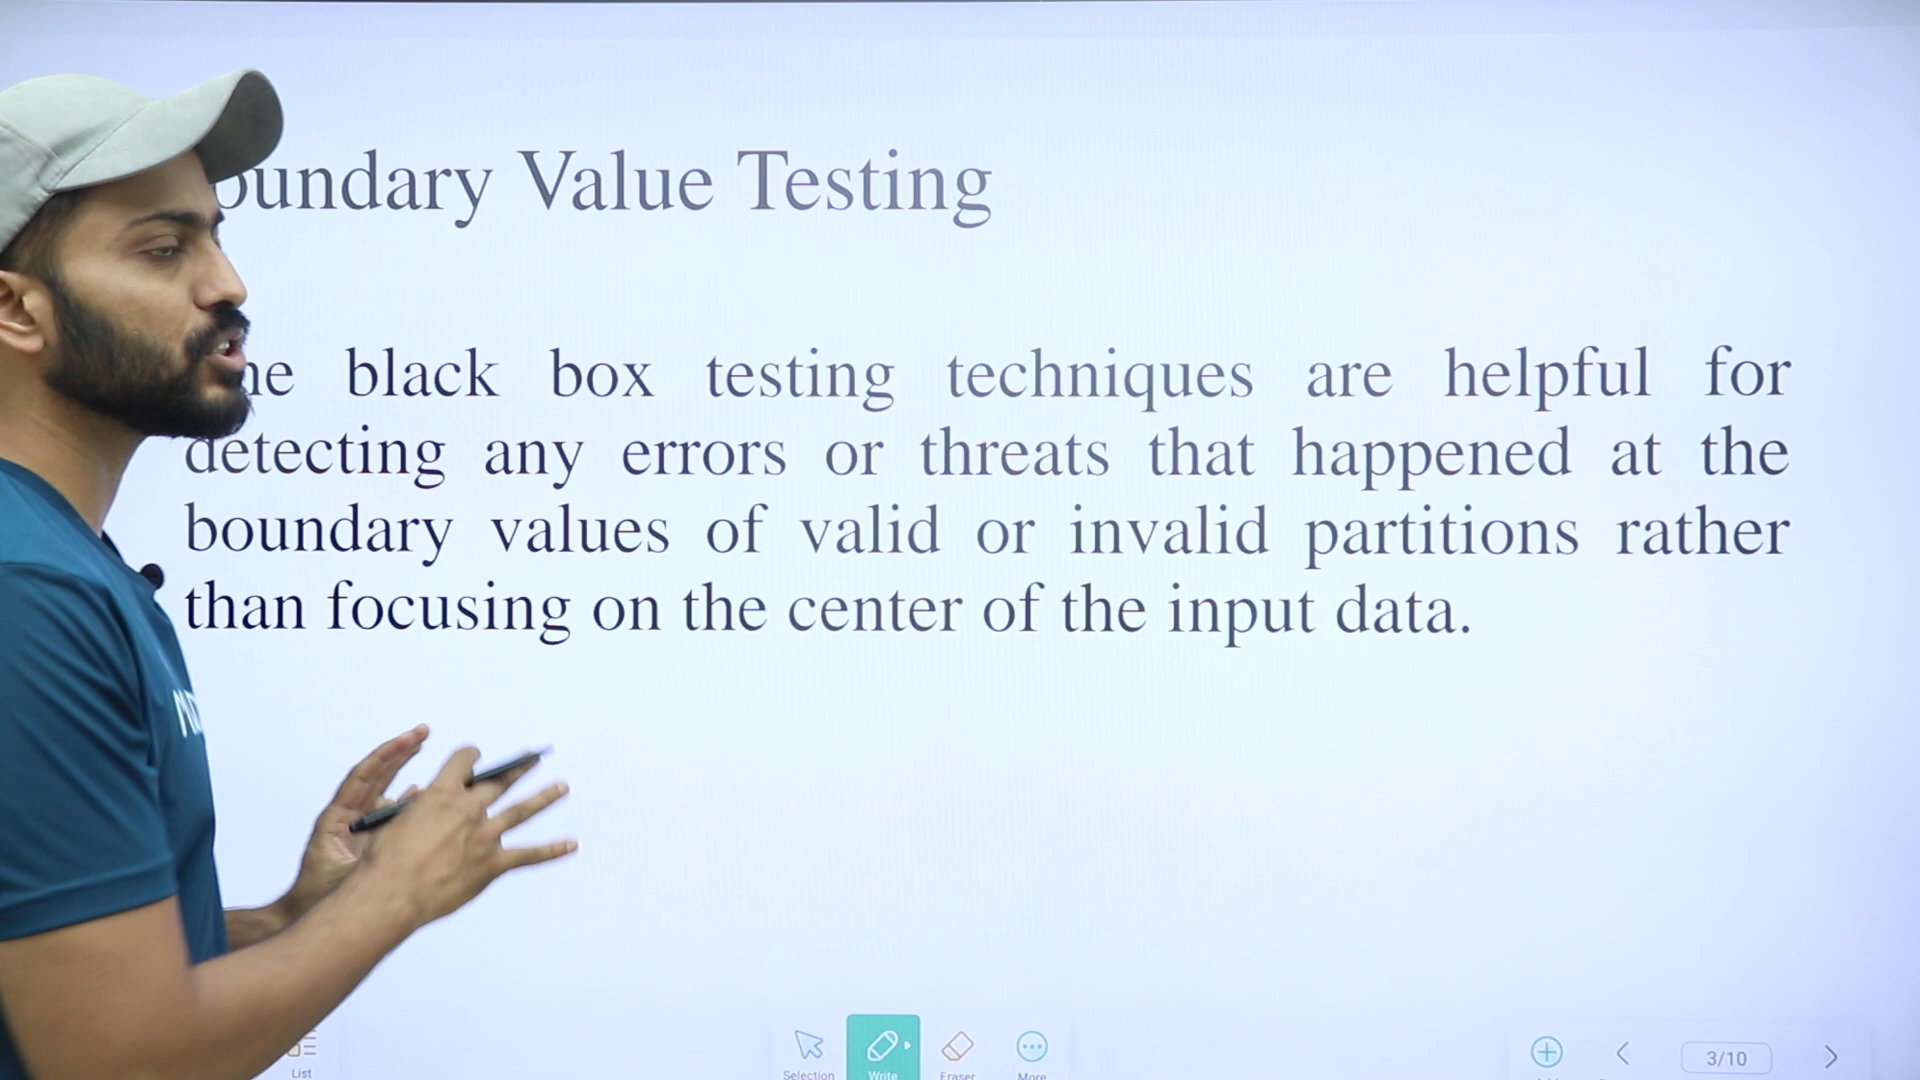 oundary Value Testing
he black box testing techniques are helpful for
detecting any errors or threats that happened at the
boundary values of valid or invalid partitions rather
than focusing on the center of the input data.
List
Selection
Write
Eraser
More
3/10